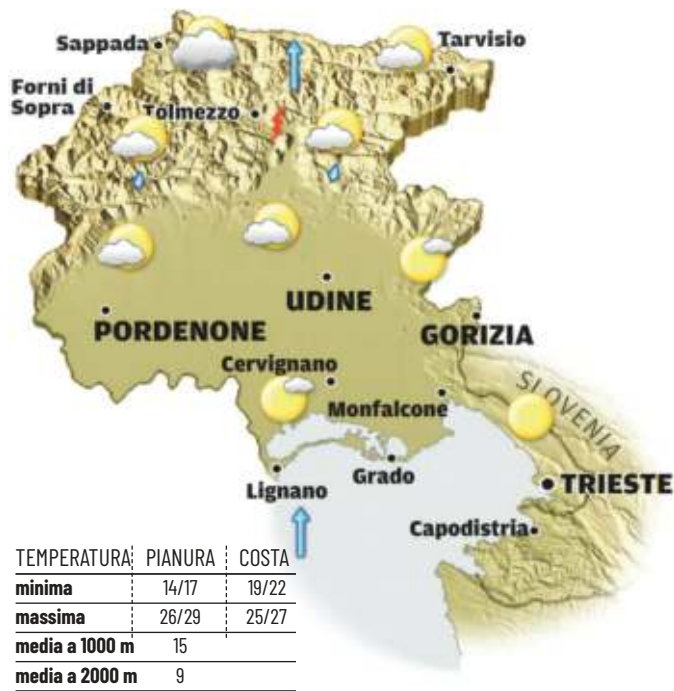 Sappada
Tarvisio
Forni di
Sopra
Tolmezzo
UDINE
PORDENONE
GORIZIA
Cervignano
Monfalcone
SLOVENIA
Lignano
Grado
TRIESTE
Capodistria
TEMPERATURA PIANURA COSTA
minima 14/17 19/22
massima 26/29 25/27
media a 1000 m 15
media a 2000 m 9